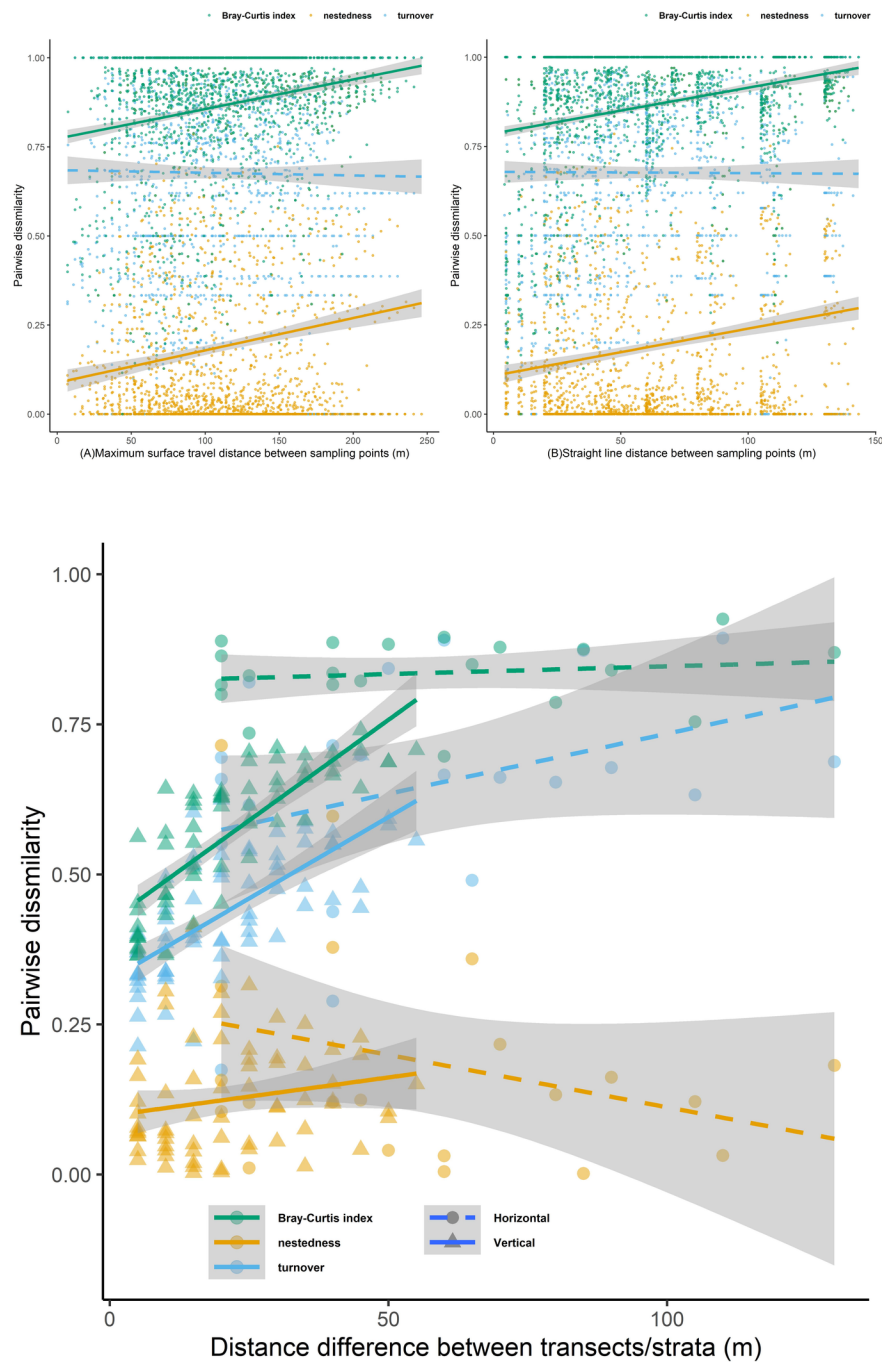 Bray-Curtis index nestedness turnover
Pairwise dissmilarity
1.00
0.75
0.50
0.25
0.00
0 50 100 150 200 250
(A)Maximum surface travel distance between sampling points (m)
Bray-Curtis index nestedness turnover
Pairwise dissmilarity
1.00
0.75
0.50
0.25
0.00
0 50 100 150
(B)Straight line distance between sampling points (m)
Pairwise dissmilarity
1.00
0.75
0.50
0.25
0.00
Bray-Curtis index
nestedness
turnover
Horizontal
Vertical
0 50 100
Distance difference between transects/strata (m)